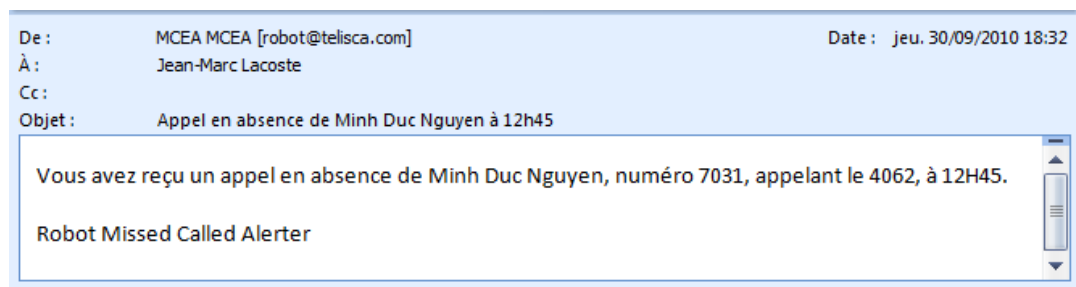 De : MCEA MCEA [robot@telisca.com] Date : jeu. 30/09/2010 18:32
À : Jean-Marc Lacoste
Cc :
Objet : Appel en absence de Minh Duc Nguyen à 12h45
Vous avez reçu un appel en absence de Minh Duc Nguyen, numéro 7031, appelant le 4062, à 12H45.
Robot Missed Called Alerter